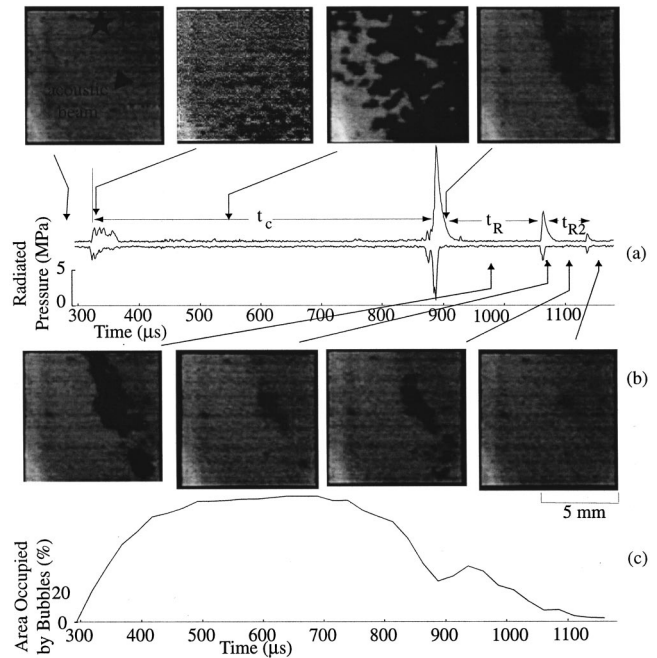 acoustic
beam
t c
t R
t R2
(a)
Radiated
Pressure (MPa)
5
0
300 400 500 600 700 800 900 1000 1100
Time (µs)
(b)
5 mm
(c)
Area Occupied
by Bubbles (%)
20
0
300 400 500 600 700 800 900 1000 1100
Time (µs)